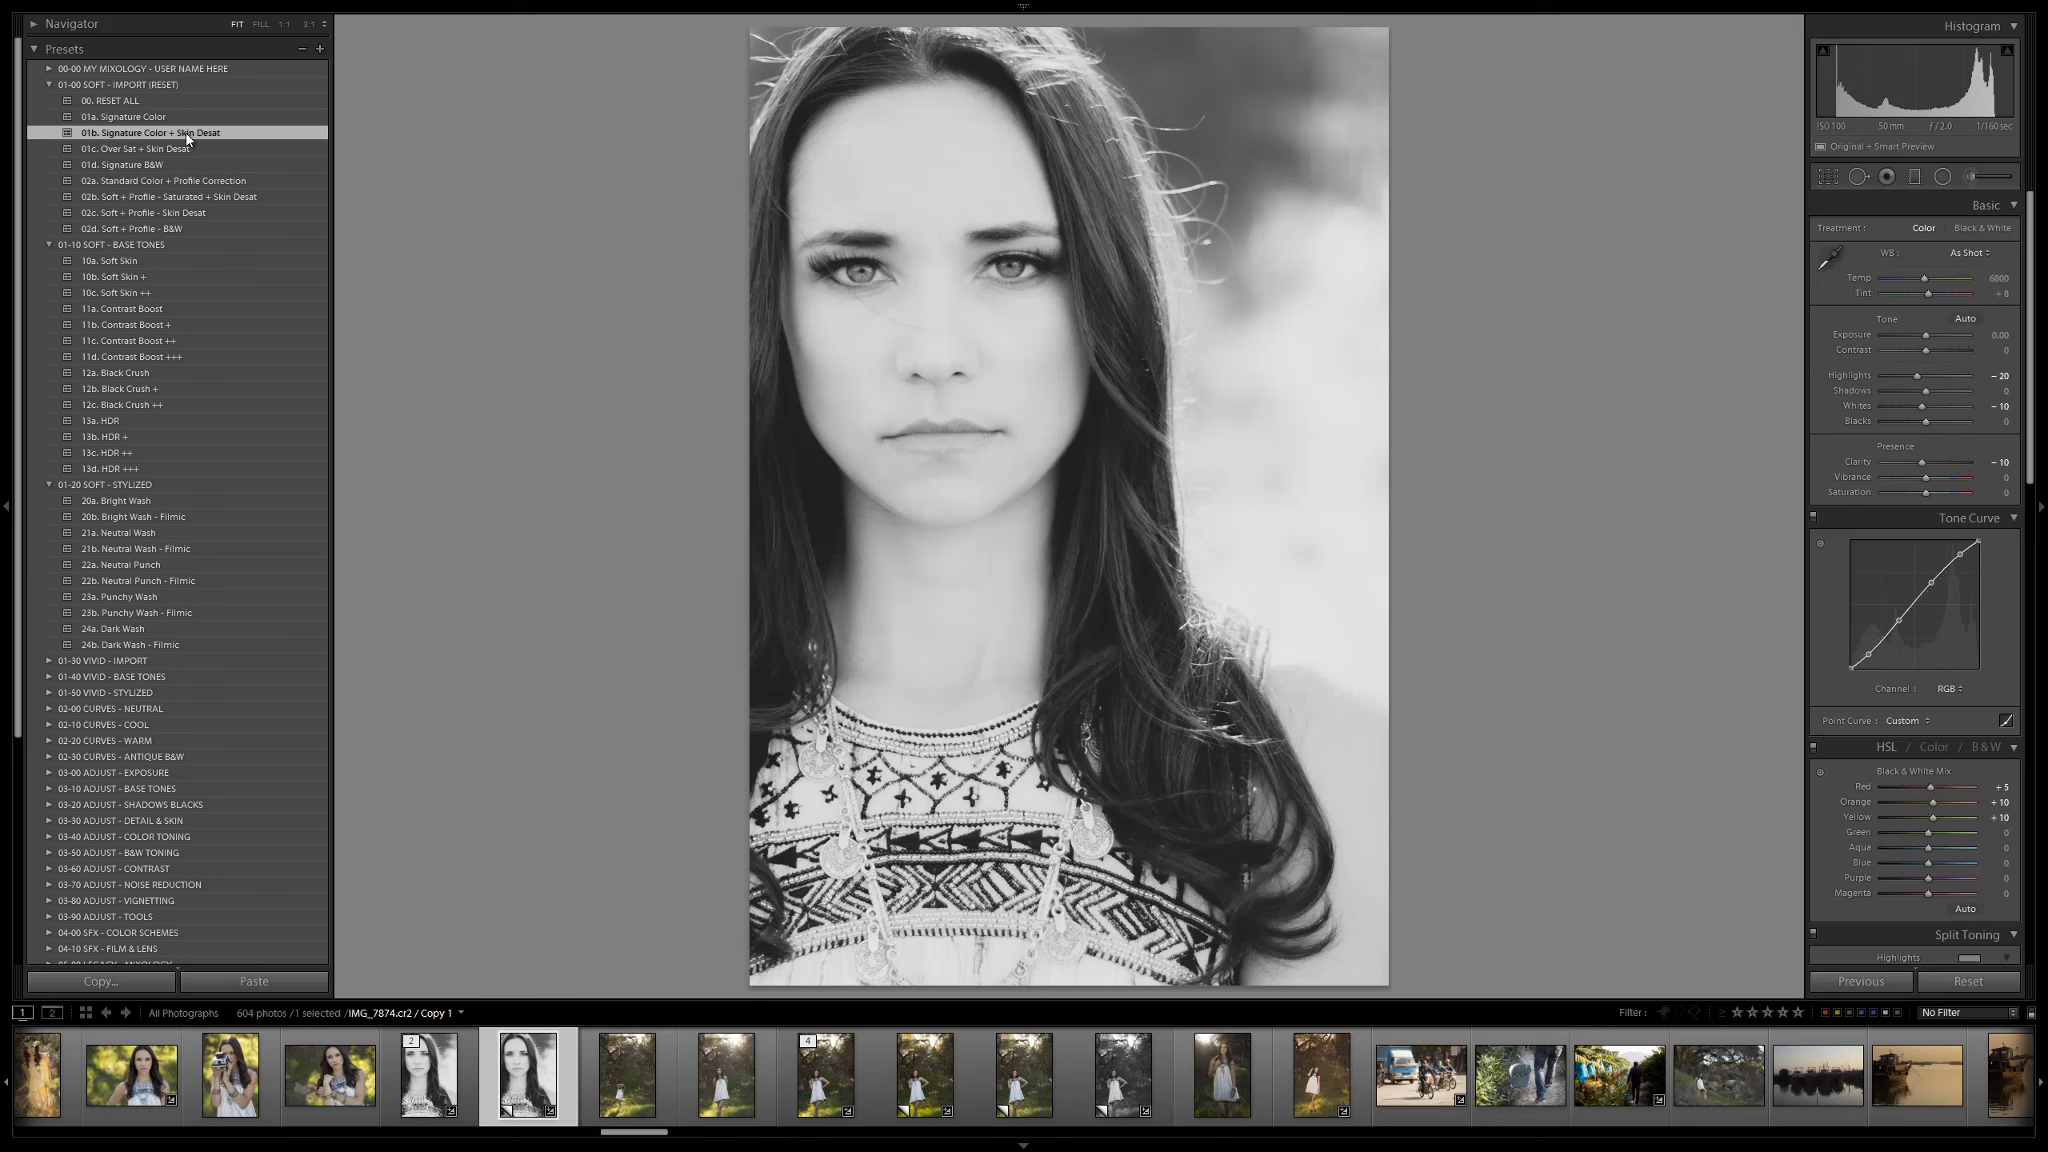 Navigator
FIT FILL 1:1 3:1
Presets
00-00 MY MIXOLOGY - USER NAME HERE
01-00 SOFT - IMPORT (RESET)
00. RESET ALL
01a. Signature Color
01b. Signature Color + Skin Desat
01c. Over Sat + Skin Desat
01d. Signature B&W
02a. Standard Color + Profile Correction
02b. Soft + Profile - Saturated + Skin Desat
02c. Soft + Profile - Skin Desat
02d. Soft + Profile - B&W
01-10 SOFT - BASE TONES
10a. Soft Skin
10b. Soft Skin +
10c. Soft Skin ++
11a. Contrast Boost
11b. Contrast Boost +
11c. Contrast Boost ++
11d. Contrast Boost +++
12a. Black Crush
12b. Black Crush +
12c. Black Crush ++
13a. HDR
13b. HDR +
13c. HDR ++
13d. HDR +++
01-20 SOFT - STYLIZED
20a. Bright Wash
20b. Bright Wash - Filmic
21a. Neutral Wash
21b. Neutral Wash - Filmic
22a. Neutral Punch
22b. Neutral Punch - Filmic
23a. Punchy Wash
23b. Punchy Wash - Filmic
24a. Dark Wash
24b. Dark Wash - Filmic
01-30 VIVID - IMPORT
01-40 VIVID - BASE TONES
01-50 VIVID - STYLIZED
02-00 CURVES - NEUTRAL
02-10 CURVES - COOL
02-20 CURVES - WARM
02-30 CURVES - ANTIQUE B&W
03-00 ADJUST - EXPOSURE
03-10 ADJUST - BASE TONES
03-20 ADJUST - SHADOWS BLACKS
03-30 ADJUST - DETAIL & SKIN
03-40 ADJUST - COLOR TONING
03-50 ADJUST - B&W TONING
03-60 ADJUST - CONTRAST
03-70 ADJUST - NOISE REDUCTION
03-80 ADJUST - VIGNETTING
03-90 ADJUST - TOOLS
04-00 SFX - COLOR SCHEMES
04-10 SFX - FILM & LENS
Copy... Paste
Histogram
ISO 100 50 mm ƒ / 2.0 1/160 sec
Original + Smart Preview
Basic
Treatment : Color Black & White
WB : As Shot
Temp 6800
Tint + 8
Tone Auto
Exposure 0.00
Contrast 0
Highlights - 20
Shadows 0
Whites - 10
Blacks 0
Presence
Clarity - 10
Vibrance 0
Saturation 0
Tone Curve
Channel : RGB
Point Curve : Custom
HSL / Color / B & W
Black & White Mix
Red + 5
Orange + 10
Yellow + 10
Green 0
Aqua 0
Blue 0
Purple 0
Magenta 0
Auto
Split Toning
Highlights
Previous Reset
1 2 All Photographs 604 photos / 1 selected / IMG_7874.cr2 / Copy 1 Filter : No Filter
2 4